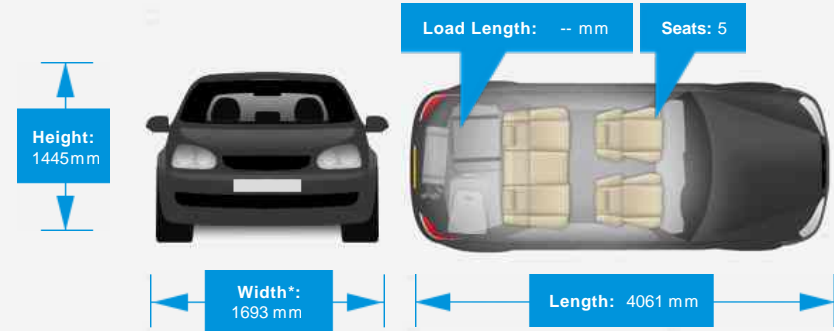 Load Length: -- mm
Seats: 5
Height:
1445mm
Width*:
1693 mm
Length: 4061 mm